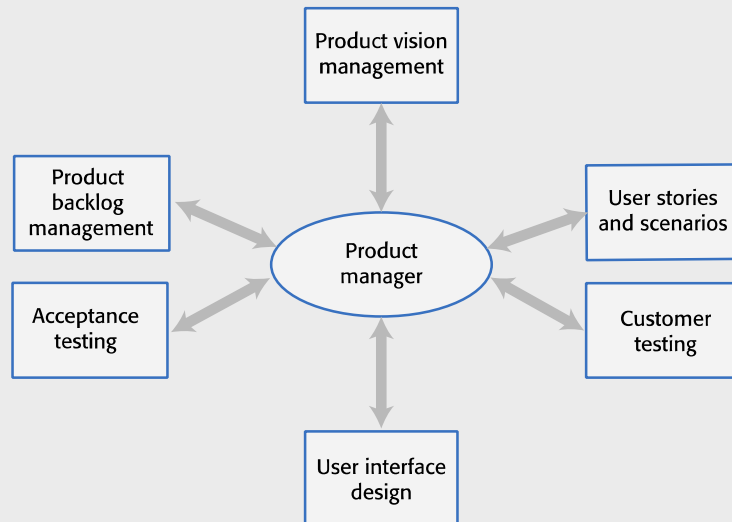 Product vision
management
Product
backlog
management
User stories
and scenarios
Product
manager
Acceptance
testing
Customer
testing
User interface
design